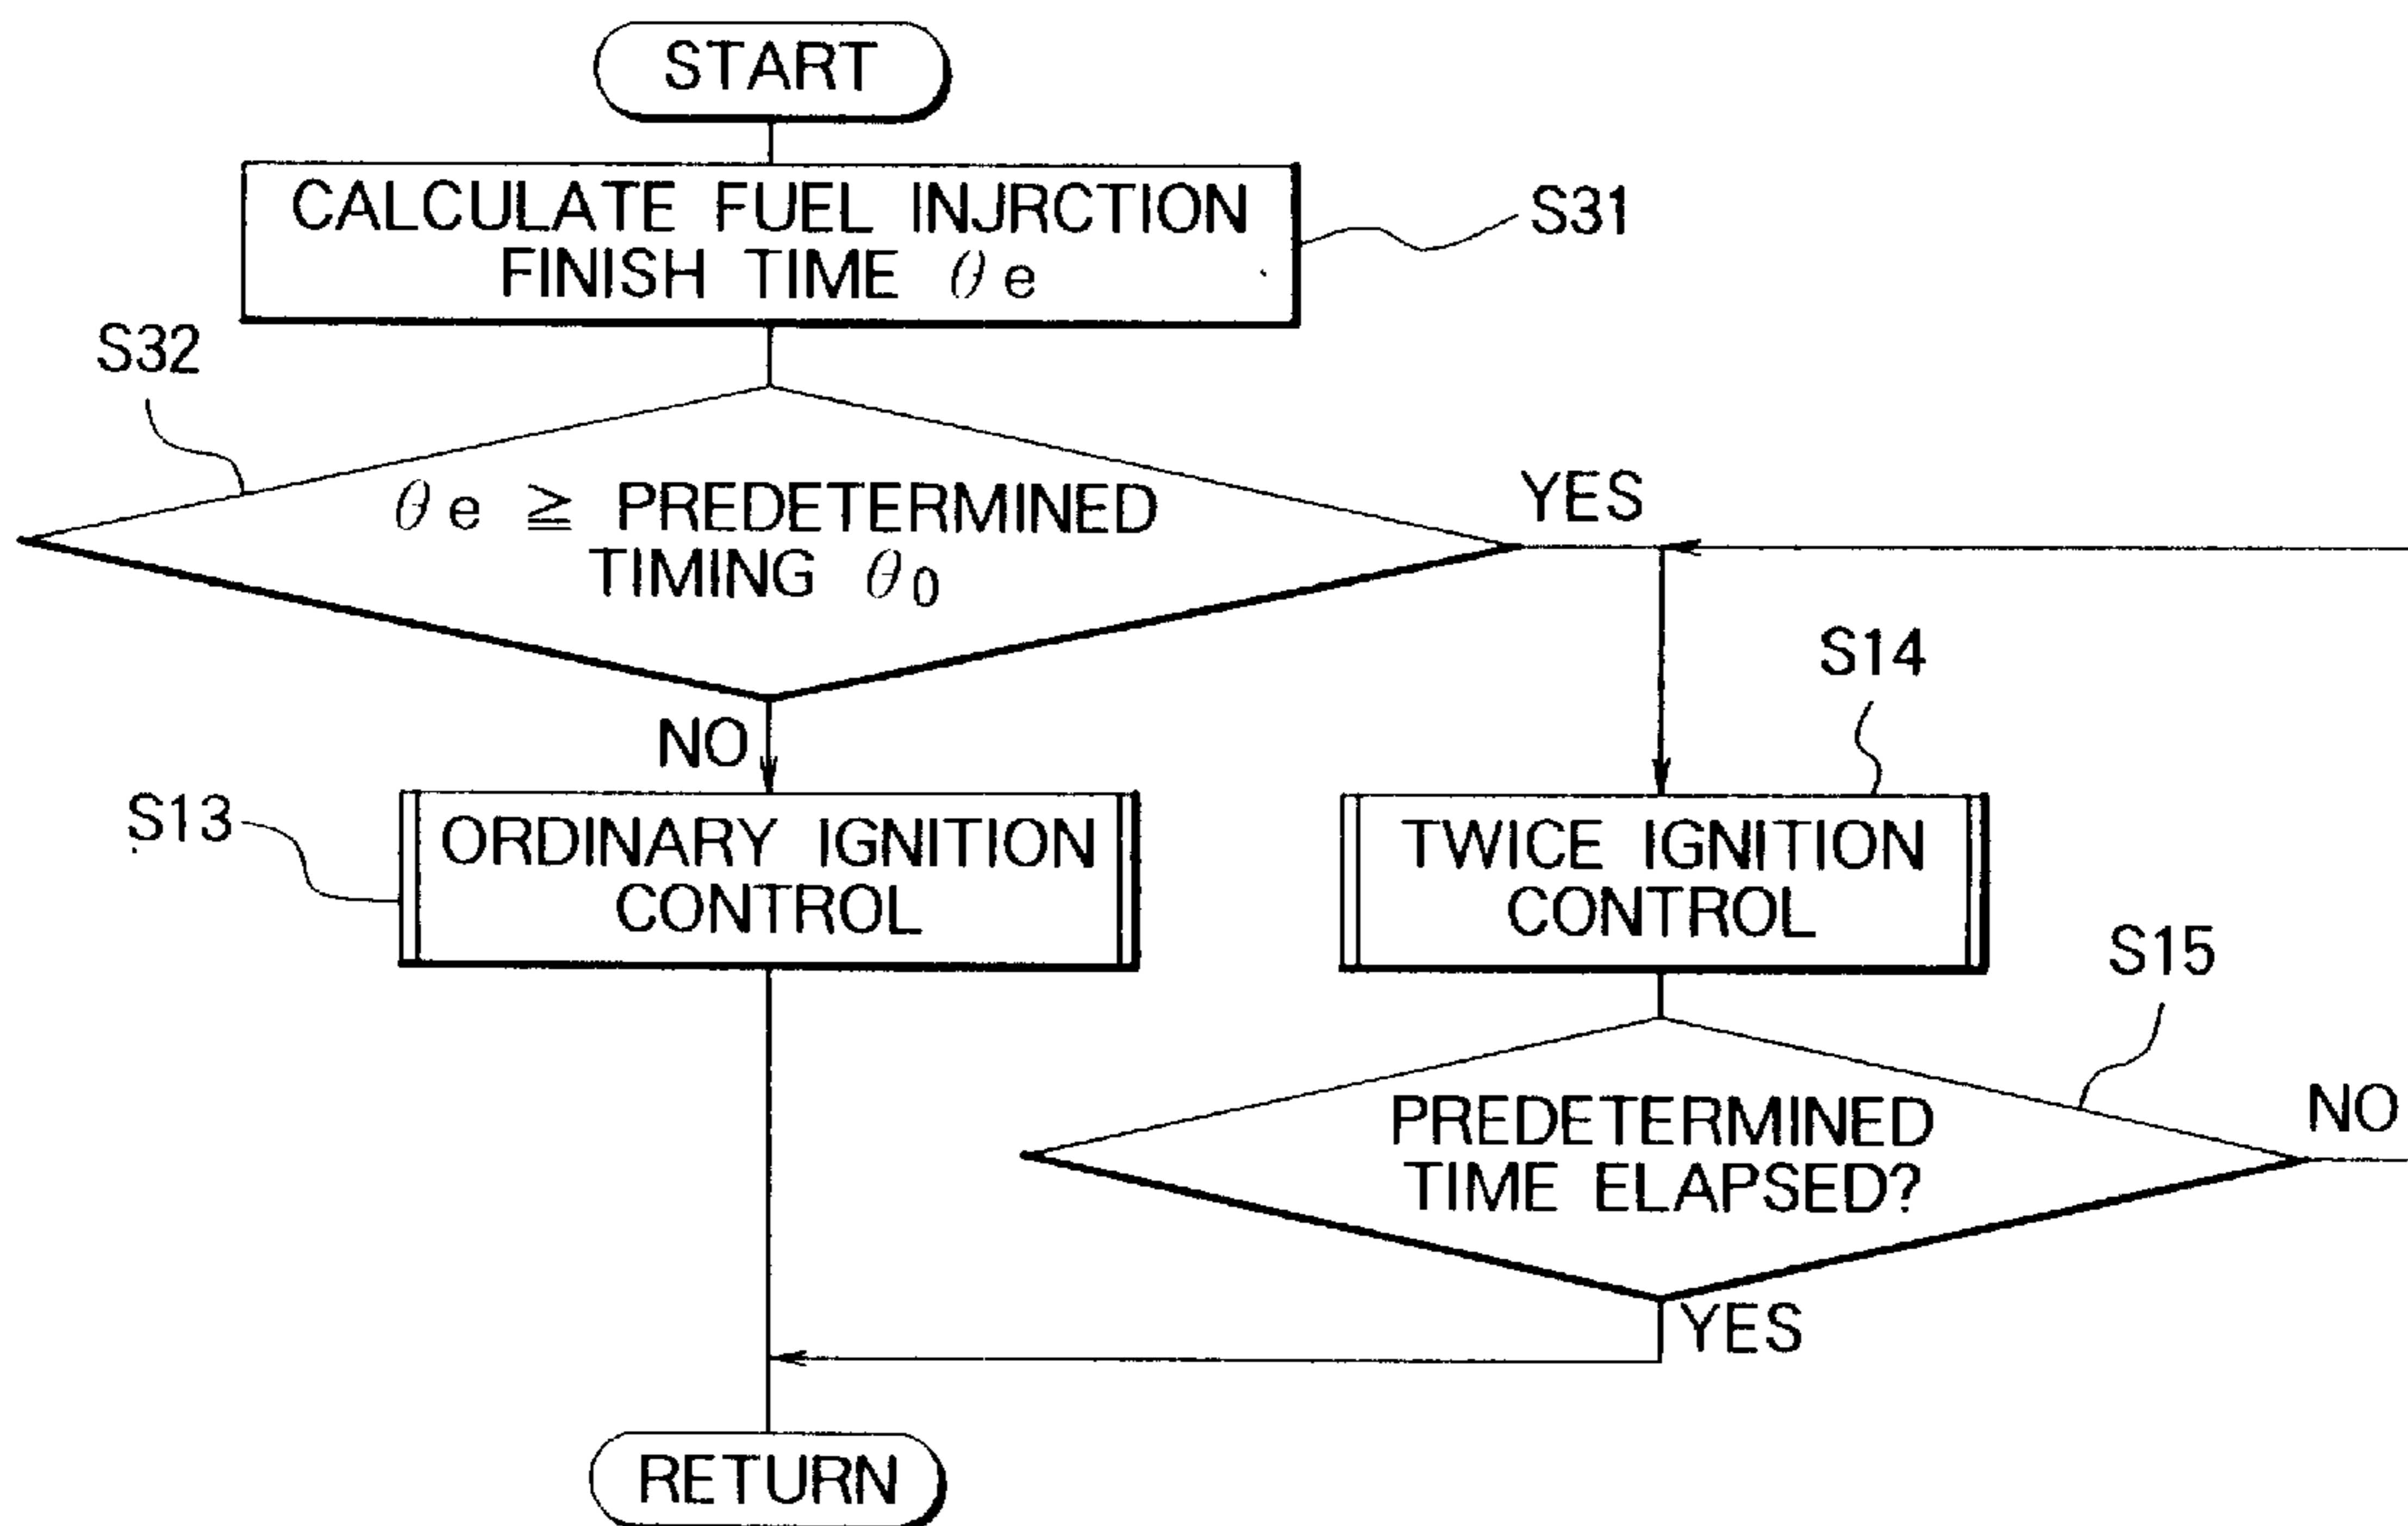 START
CALCULATE FUEL INJRCTION
FINISH TIME θe
S31
S32
θe ≧ PREDETERMINED
TIMING θ0
YES
NO
S14
S13
ORDINARY IGNITION
CONTROL
TWICE IGNITION
CONTROL
S15
PREDETERMINED
TIME ELAPSED?
NO
YES
RETURN